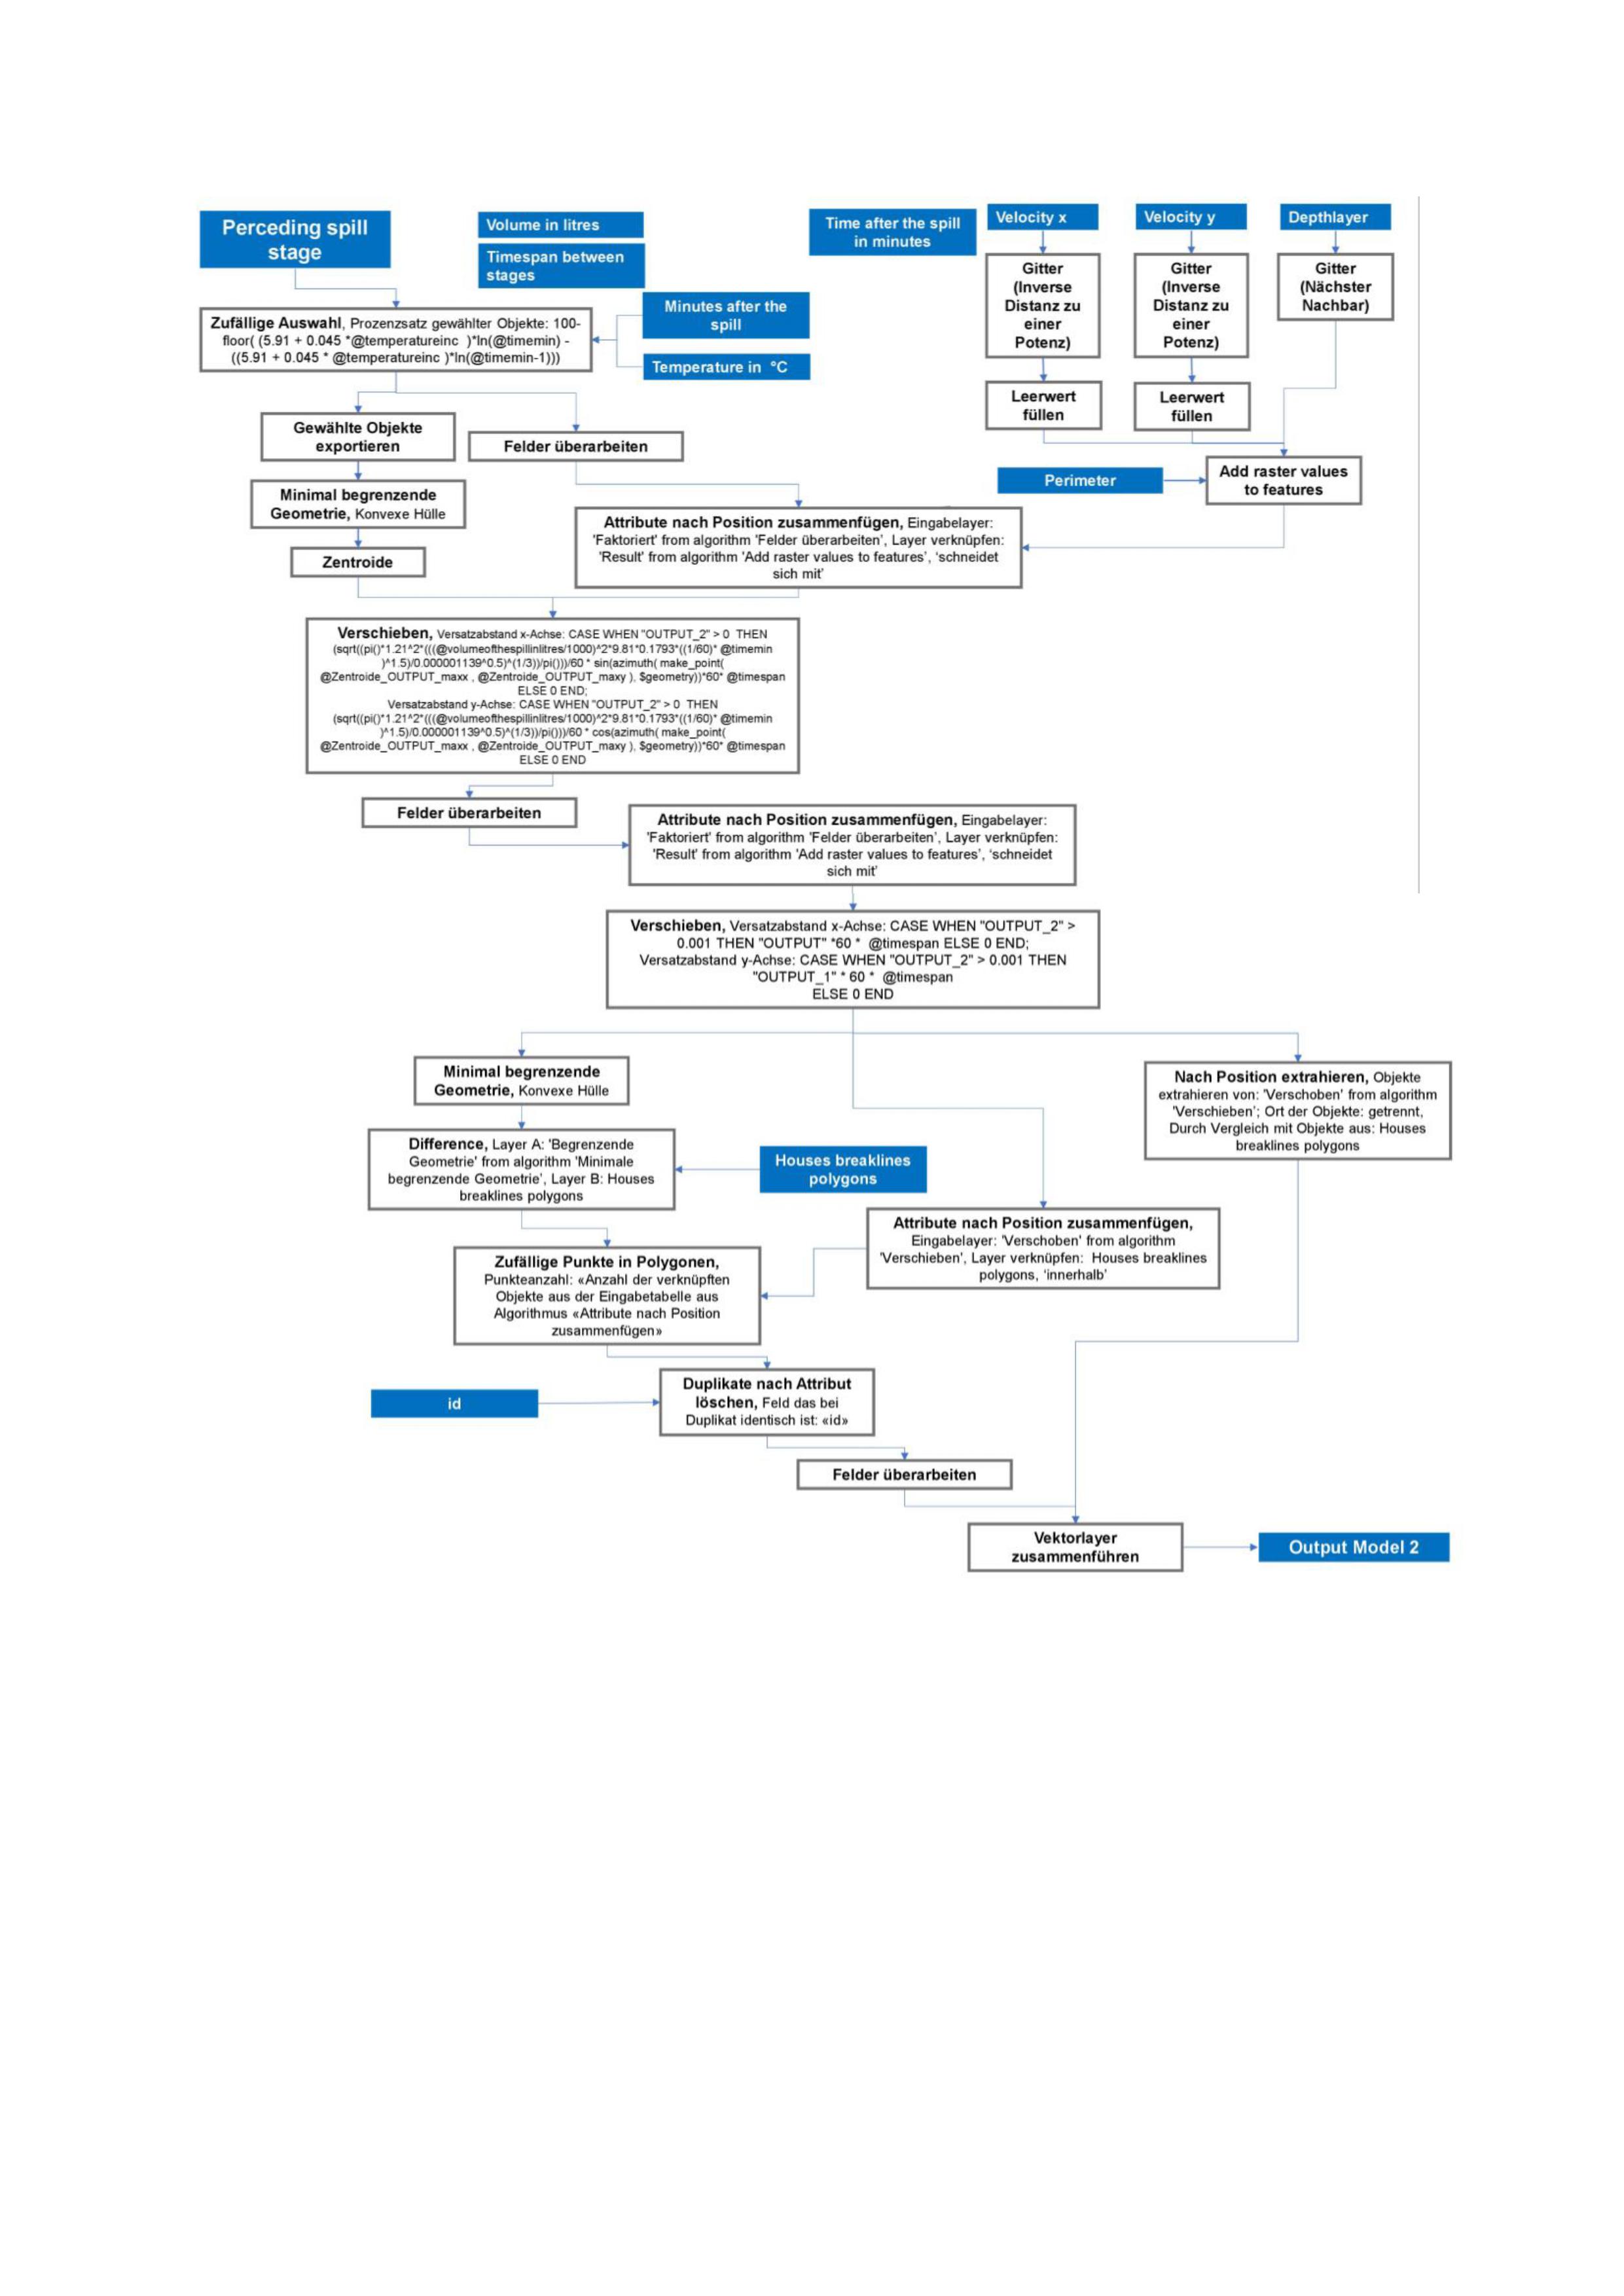 Perceding spill
stage
Volume in litres
Timespan between
stages
Time after the spill
in minutes
Velocity x
Velocity y
Depthlayer
Minutes after the
spill
Temperature in °C
Gitter
(Inverse
Distanz zu
einer
Potenz)
Gitter
(Inverse
Distanz zu
einer
Potenz)
Gitter
(Nächster
Nachbar)
Zufällige Auswahl, Prozenzsatz gewählter Objekte: 100-
floor( (5.91 + 0.045 *@temperatureinc )*ln(@timemin) -
((5.91 + 0.045 * @temperatureinc )*ln(@timemin-1)))
Leerwert
füllen
Leerwert
füllen
Gewählte Objekte
exportieren
Felder überarbeiten
Perimeter
Add raster values
to features
Minimal begrenzende
Geometrie, Konvexe Hülle
Attribute nach Position zusammenfügen, Eingabelayer:
'Faktoriert' from algorithm 'Felder überarbeiten', Layer verknüpfen:
'Result' from algorithm 'Add raster values to features', 'schneidet
sich mit'
Zentroide
Verschieben, Versatzabstand x-Achse: CASE WHEN "OUTPUT_2" > 0 THEN
(sqrt((pi()*1.21^2*(((@volumeofthespillinlitres/1000)^2*9.81*0.1793*((1/60)* @timemin
)^1.5)/0.000001139^0.5)^(1/3))/pi()))/60 * sin(azimuth( make_point(
@Zentroide_OUTPUT_maxx , @Zentroide_OUTPUT_maxy ), $geometry))*60* @timespan
ELSE 0 END;
Versatzabstand y-Achse: CASE WHEN "OUTPUT_2" > 0 THEN
(sqrt((pi()*1.21^2*(((@volumeofthespillinlitres/1000)^2*9.81*0.1793*((1/60)* @timemin
)^1.5)/0.000001139^0.5)^(1/3))/pi()))/60 * cos(azimuth( make_point(
@Zentroide_OUTPUT_maxx , @Zentroide_OUTPUT_maxy ), $geometry))*60* @timespan
ELSE 0 END
Felder überarbeiten
Attribute nach Position zusammenfügen, Eingabelayer:
'Faktoriert' from algorithm 'Felder überarbeiten', Layer verknüpfen:
'Result' from algorithm 'Add raster values to features', 'schneidet
sich mit'
Verschieben, Versatzabstand x-Achse: CASE WHEN "OUTPUT_2" >
0.001 THEN "OUTPUT" *60 * @timespan ELSE 0 END;
Versatzabstand y-Achse: CASE WHEN "OUTPUT_2" > 0.001 THEN
"OUTPUT_1" * 60 * @timespan
ELSE 0 END
Minimal begrenzende
Geometrie, Konvexe Hülle
Nach Position extrahieren, Objekte
extrahieren von: 'Verschoben' from algorithm
'Verschieben'; Ort der Objekte: getrennt,
Durch Vergleich mit Objekte aus: Houses
breaklines polygons
Difference, Layer A: 'Begrenzende
Geometrie' from algorithm 'Minimale
begrenzende Geometrie', Layer B: Houses
breaklines polygons
Houses breaklines
polygons
Attribute nach Position zusammenfügen,
Eingabelayer: 'Verschoben' from algorithm
'Verschieben', Layer verknüpfen: Houses breaklines
polygons, 'innerhalb'
Zufällige Punkte in Polygonen,
Punkteanzahl: «Anzahl der verknüpften
Objekte aus der Eingabetabelle aus
Algorithmus «Attribute nach Position
zusammenfügen»
id
Duplikate nach Attribut
löschen, Feld das bei
Duplikat identisch ist: «id»
Felder überarbeiten
Vektorlayer
zusammenführen
Output Model 2